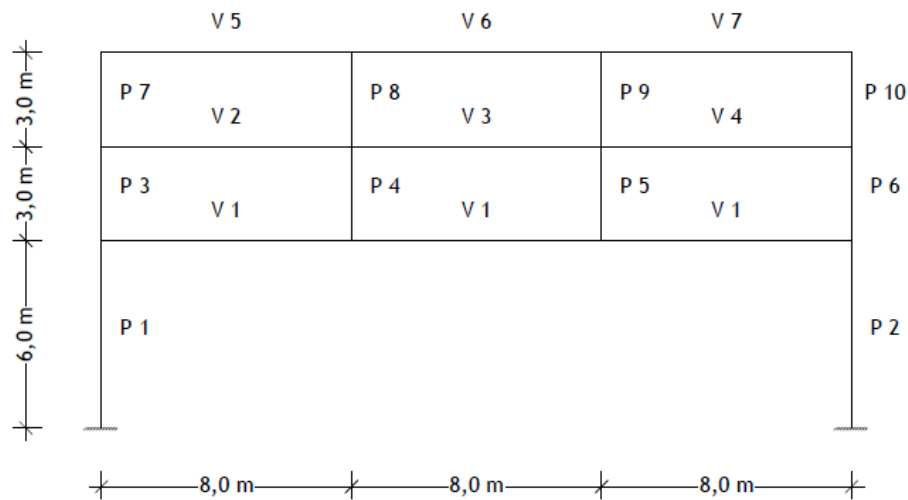 V 5 V 6 V 7
P 7 P 8 P 9 P 10
V 2 V 3 V 4
3,0 m
P 3 P 4 P 5 P 6
V 1 V 1 V 1
3,0 m
P 1 P 2
6,0 m
8,0 m 8,0 m 8,0 m